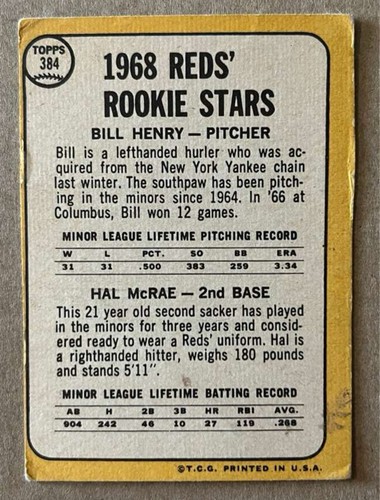 TOPPS
384
1968 REDS'
ROOKIE STARS
BILL HENRY — PITCHER
Bill is a lefthanded hurler who was ac-
quired from the New York Yankee chain
last winter. The southpaw has been pitch-
ing in the minors since 1964. In '66 at
Columbus, Bill won 12 games.
MINOR LEAGUE LIFETIME PITCHING RECORD
W L PCT. SO BB ERA
31 31 .500 383 259 3.34
HAL McRAE — 2nd BASE
This 21 year old second sacker has played
in the minors for three years and consid-
ered ready to wear a Reds' uniform. Hal is
a righthanded hitter, weighs 180 pounds
and stands 5'11".
MINOR LEAGUE LIFETIME BATTING RECORD
AB H 2B 3B HR RBI AVG.
904 242 46 10 27 119 .268
©T.C.G. PRINTED IN U.S.A.